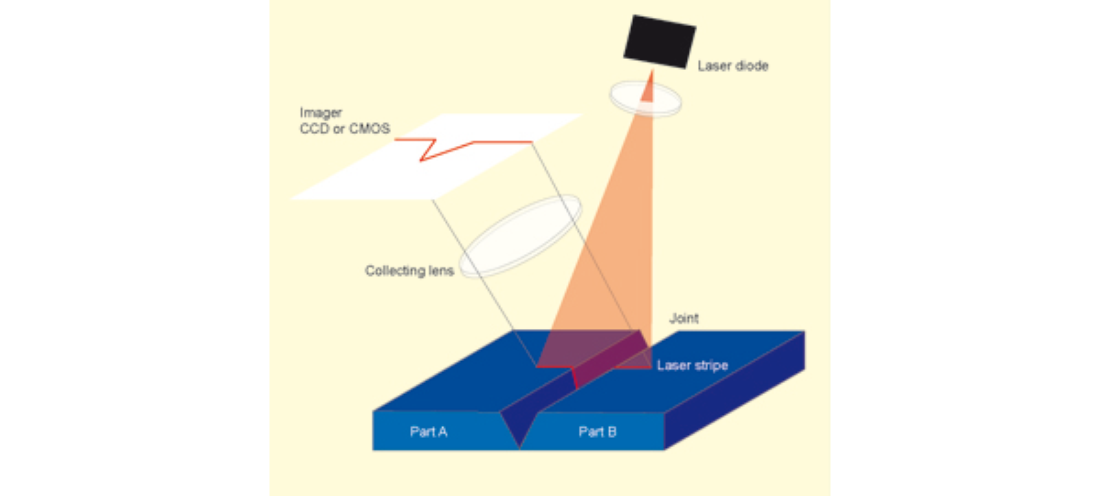 Laser diode
Imager
CCD or CMOS
Collecting lens
Joint
Laser stripe
Part A
Part B